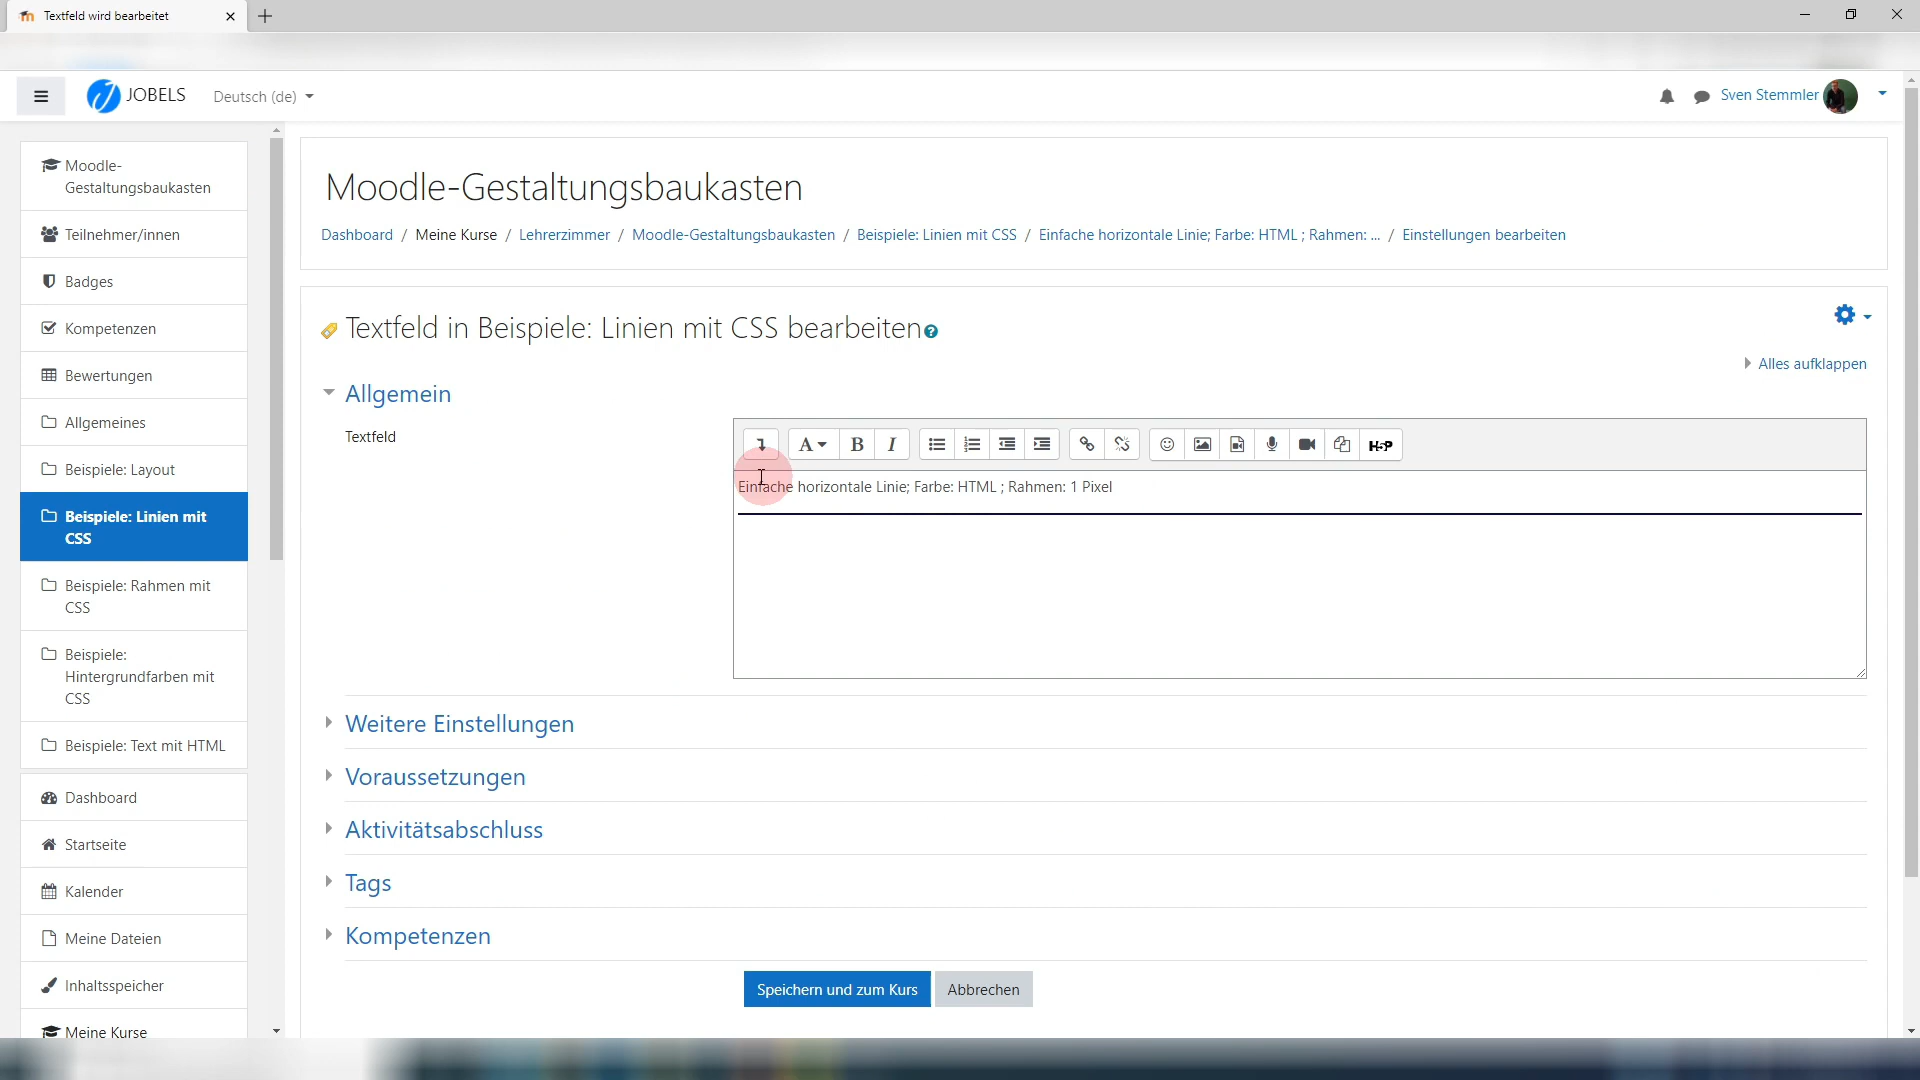 Textfeld wird bearbeitet
JOBELS
Deutsch (de)
Sven Stemmler
Moodle-
Gestaltungsbaukasten
Teilnehmer/innen
Badges
Kompetenzen
Bewertungen
Allgemeines
Beispiele: Layout
Beispiele: Linien mit
CSS
Beispiele: Rahmen mit
CSS
Beispiele:
Hintergrundfarben mit
CSS
Beispiele: Text mit HTML
Dashboard
Startseite
Kalender
Meine Dateien
Inhaltsspeicher
Meine Kurse
Moodle-Gestaltungsbaukasten
Dashboard / Meine Kurse / Lehrerzimmer / Moodle-Gestaltungsbaukasten / Beispiele: Linien mit CSS / Einfache horizontale Linie; Farbe: HTML ; Rahmen: ... / Einstellungen bearbeiten
Textfeld in Beispiele: Linien mit CSS bearbeiten
Alles aufklappen
Allgemein
Textfeld
A B I H-P
Einfache horizontale Linie; Farbe: HTML ; Rahmen: 1 Pixel
Weitere Einstellungen
Voraussetzungen
Aktivitätsabschluss
Tags
Kompetenzen
Speichern und zum Kurs
Abbrechen